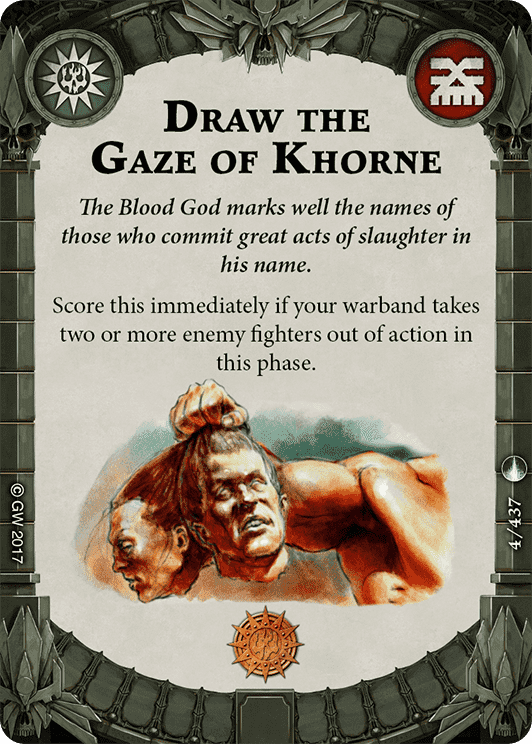 DRAW THE
GAZE OF KHORNE
The Blood God marks well the names of
those who commit great acts of slaughter in
his name.
Score this immediately if your warband takes
two or more enemy fighters out of action in
this phase.
© GW 2017
4/437